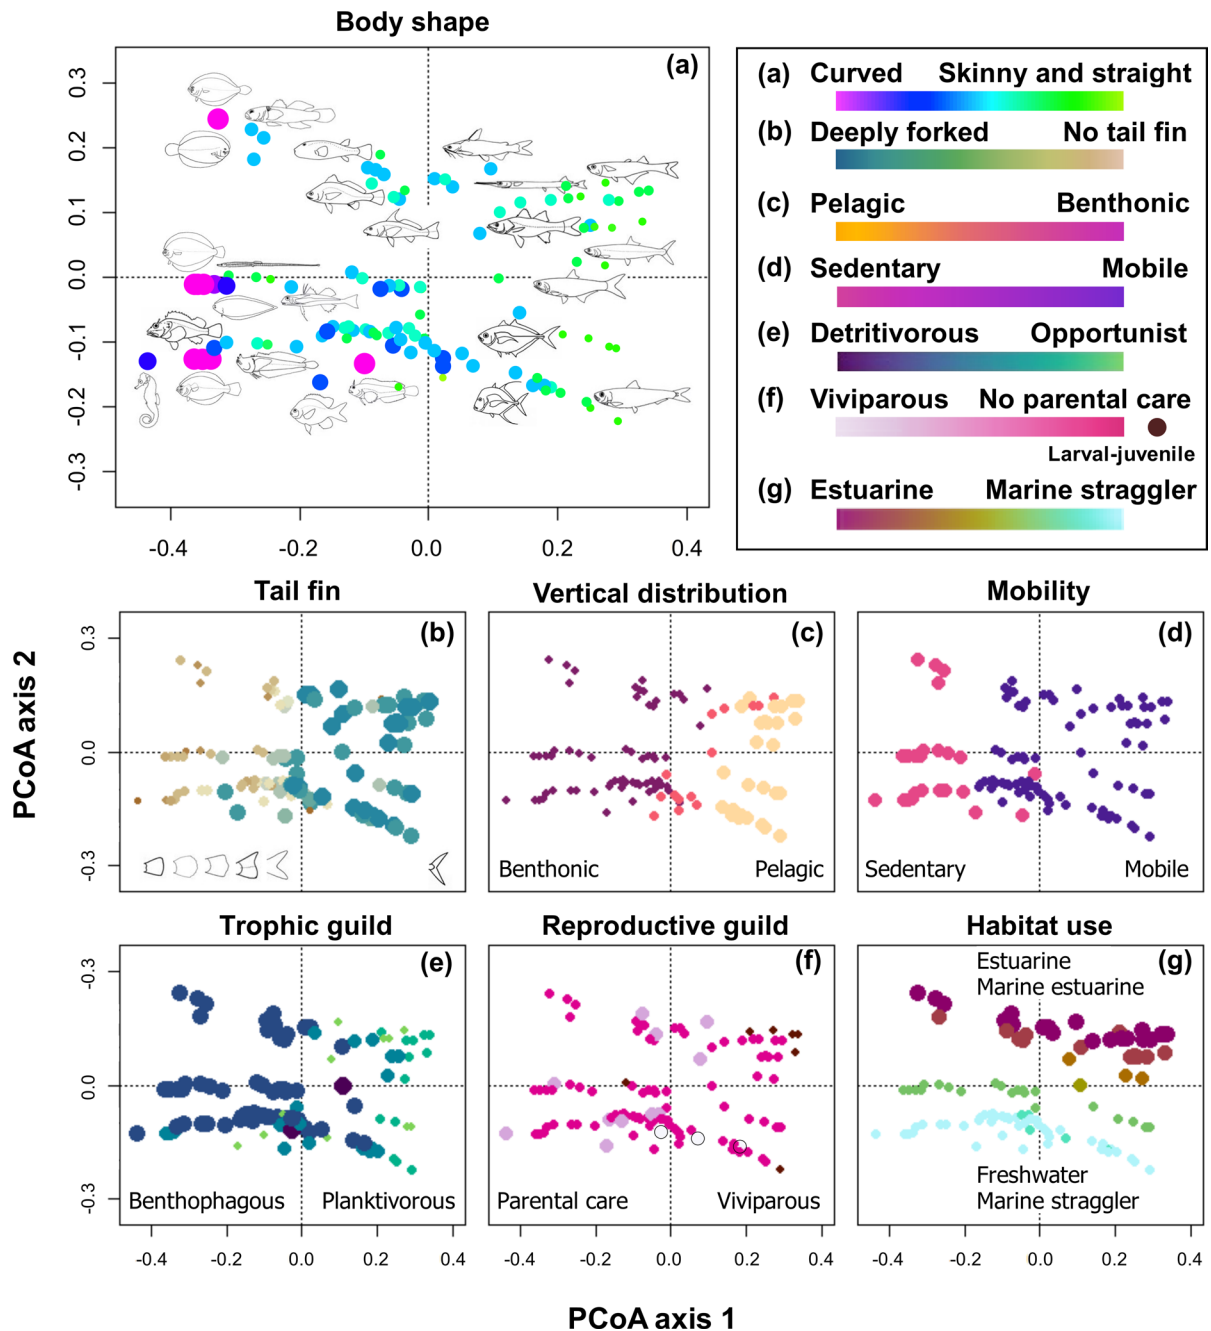 Body shape
(a)
0.3
0.2
0.1
0.0
-0.1
-0.2
-0.3
-0.4
-0.2
0.0
0.2
0.4
(a) Curved Skinny and straight
(b) Deeply forked No tail fin
(c) Pelagic Benthonic
(d) Sedentary Mobile
(e) Detritivorous Opportunist
(f) Viviparous No parental care
Larval-juvenile
(g) Estuarine Marine straggler
Tail fin
Vertical distribution
Mobility
PCoA axis 2
0.3
0.0
-0.3
(b)
(c)
Benthonic
Pelagic
(d)
Sedentary
Mobile
Trophic guild
Reproductive guild
Habitat use
-0.3
0.0
-0.3
(e)
Benthophagous
Planktivorous
(f)
Parental care
Viviparous
(g)
Estuarine
Marine estuarine
Freshwater
Marine straggler
-0.4 -0.2 0.0 0.2 0.4
-0.4 -0.2 0.0 0.2 0.4
-0.4 -0.2 0.0 0.2 0.4
PCoA axis 1